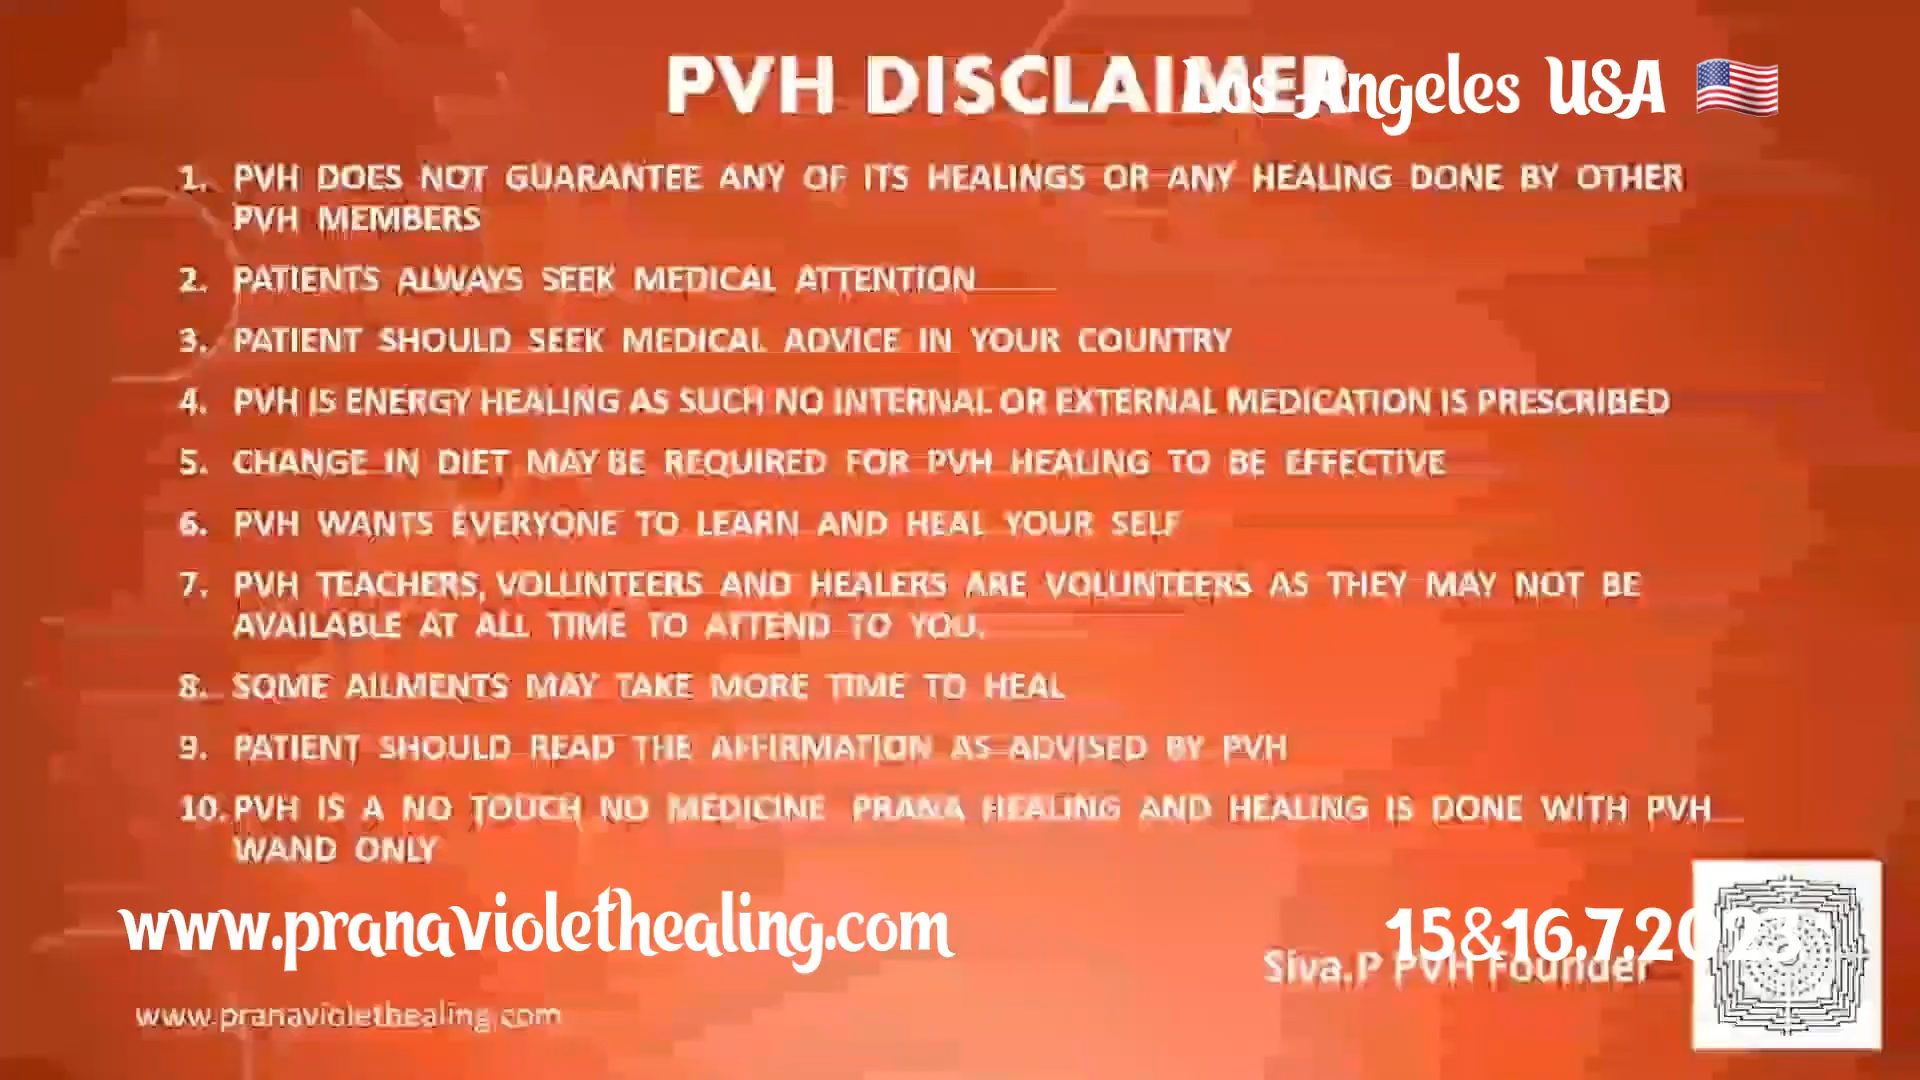 PVH DISCLAIMER
Los Angeles USA
1. PVH DOES NOT GUARANTEE ANY OF ITS HEALINGS OR ANY HEALING DONE BY OTHER
PVH MEMBERS
2. PATIENTS ALWAYS SEEK MEDICAL ATTENTION
3. PATIENT SHOULD SEEK MEDICAL ADVICE IN YOUR COUNTRY
4. PVH IS ENERGY HEALING AS SUCH NO INTERNAL OR EXTERNAL MEDICATION IS PRESCRIBED
5. CHANGE IN DIET MAY BE REQUIRED FOR PVH HEALING TO BE EFFECTIVE
6. PVH WANTS EVERYONE TO LEARN AND HEAL YOUR SELF
7. PVH TEACHERS, VOLUNTEERS AND HEALERS ARE VOLUNTEERS AS THEY MAY NOT BE
AVAILABLE AT ALL TIME TO ATTEND TO YOU.
8. SOME AILMENTS MAY TAKE MORE TIME TO HEAL
9. PATIENT SHOULD READ THE AFFIRMATION AS ADVISED BY PVH
10. PVH IS A NO TOUCH NO MEDICINE PRANA HEALING AND HEALING IS DONE WITH PVH
WAND ONLY
www.pranaviolethealing.com
15&16.7.2023
Siva.P PVH Founder
www.pranaviolethealing.com